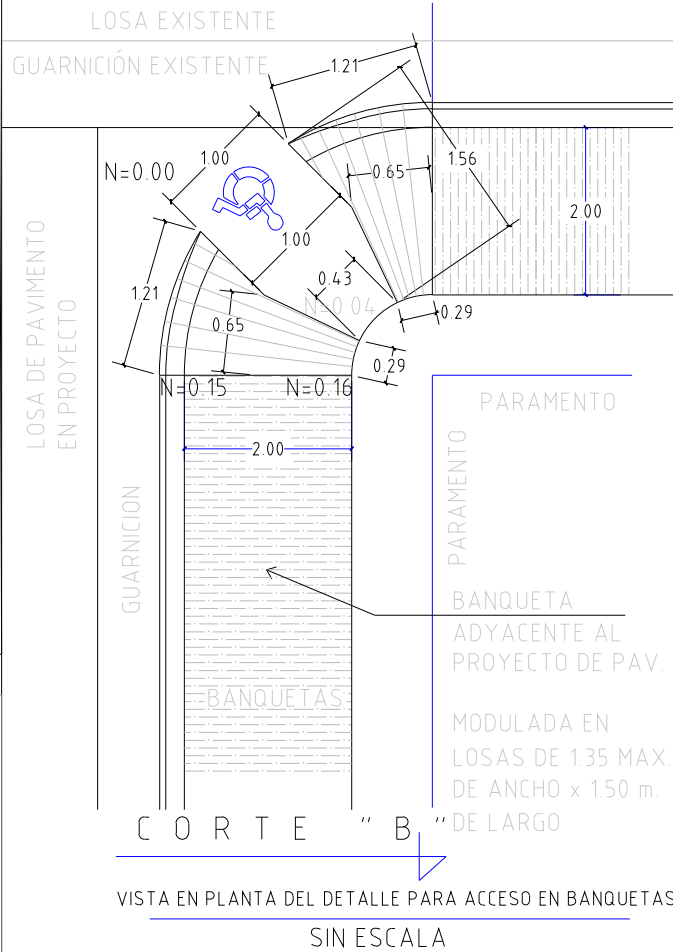 LOSA EXISTENTE
GUARNICIÓN EXISTENTE
1.21
1.00
N=0.00
0.65
1.56
2.00
1.00
1.21
0.43
N=0.04
0.65
0.29
0.29
N=0.15
N=0.16
LOSA DE PAVIMENTO
EN PROYECTO
PARAMENTO
PARAMENTO
2.00
GUARNICION
BANQUETA
ADYACENTE AL
PROYECTO DE PAV.
BANQUETAS
MODULADA EN
LOSAS DE 1.35 MAX.
DE ANCHO x 1.50 m.
DE LARGO
CORTE "B"
VISTA EN PLANTA DEL DETALLE PARA ACCESO EN BANQUETAS
SIN ESCALA